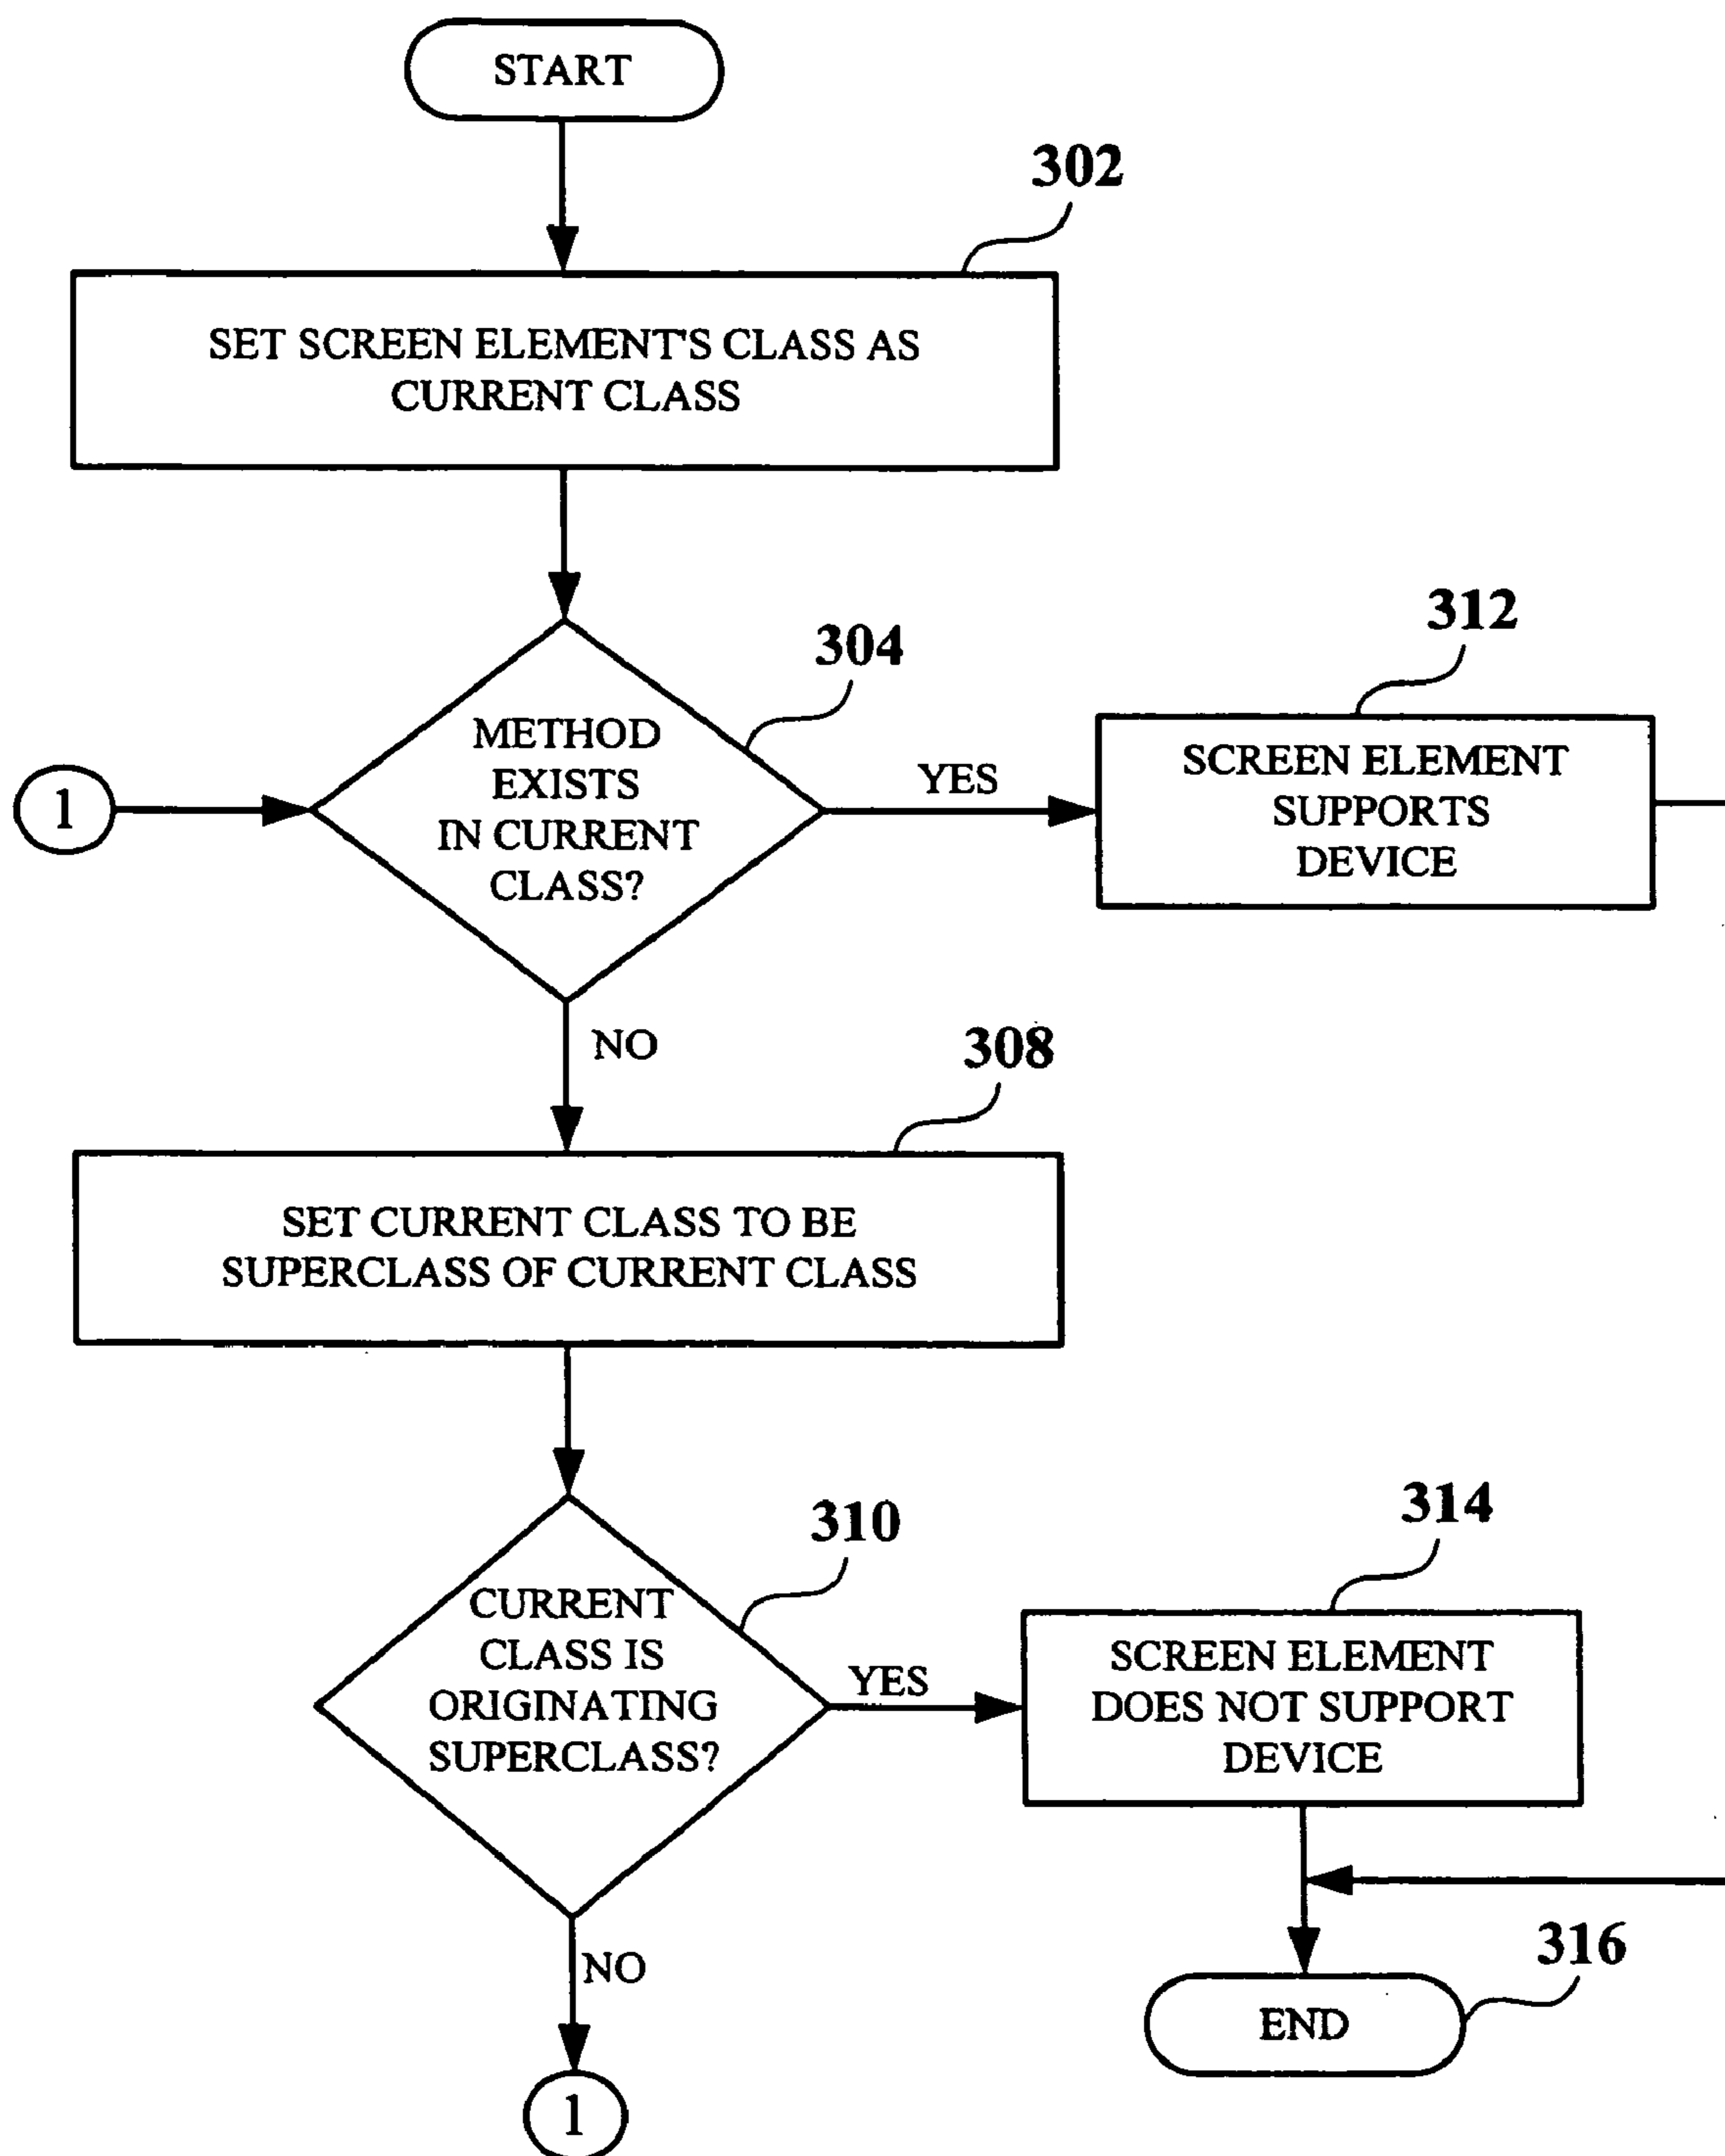 START
302
SET SCREEN ELEMENT'S CLASS AS
CURRENT CLASS
304
METHOD
EXISTS
IN CURRENT
CLASS?
1
YES
312
SCREEN ELEMENT
SUPPORTS
DEVICE
NO
308
SET CURRENT CLASS TO BE
SUPERCLASS OF CURRENT CLASS
310
CURRENT
CLASS IS
ORIGINATING
SUPERCLASS?
YES
314
SCREEN ELEMENT
DOES NOT SUPPORT
DEVICE
NO
316
END
1